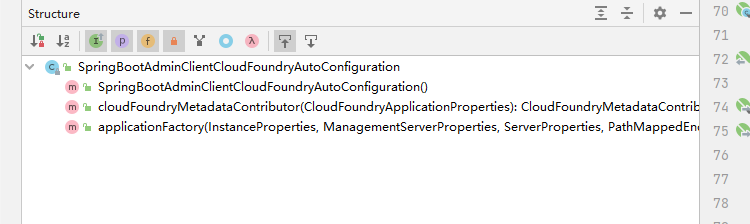 Structure
SpringBootAdminClientCloudFoundryAutoConfiguration
SpringBootAdminClientCloudFoundryAutoConfiguration()
cloudFoundryMetadataContributor(CloudFoundryApplicationProperties): CloudFoundryMetadataContrib
applicationFactory(InstanceProperties, ManagementServerProperties, ServerProperties, PathMappedEn
70
71
72
73
74
75
76
77
78